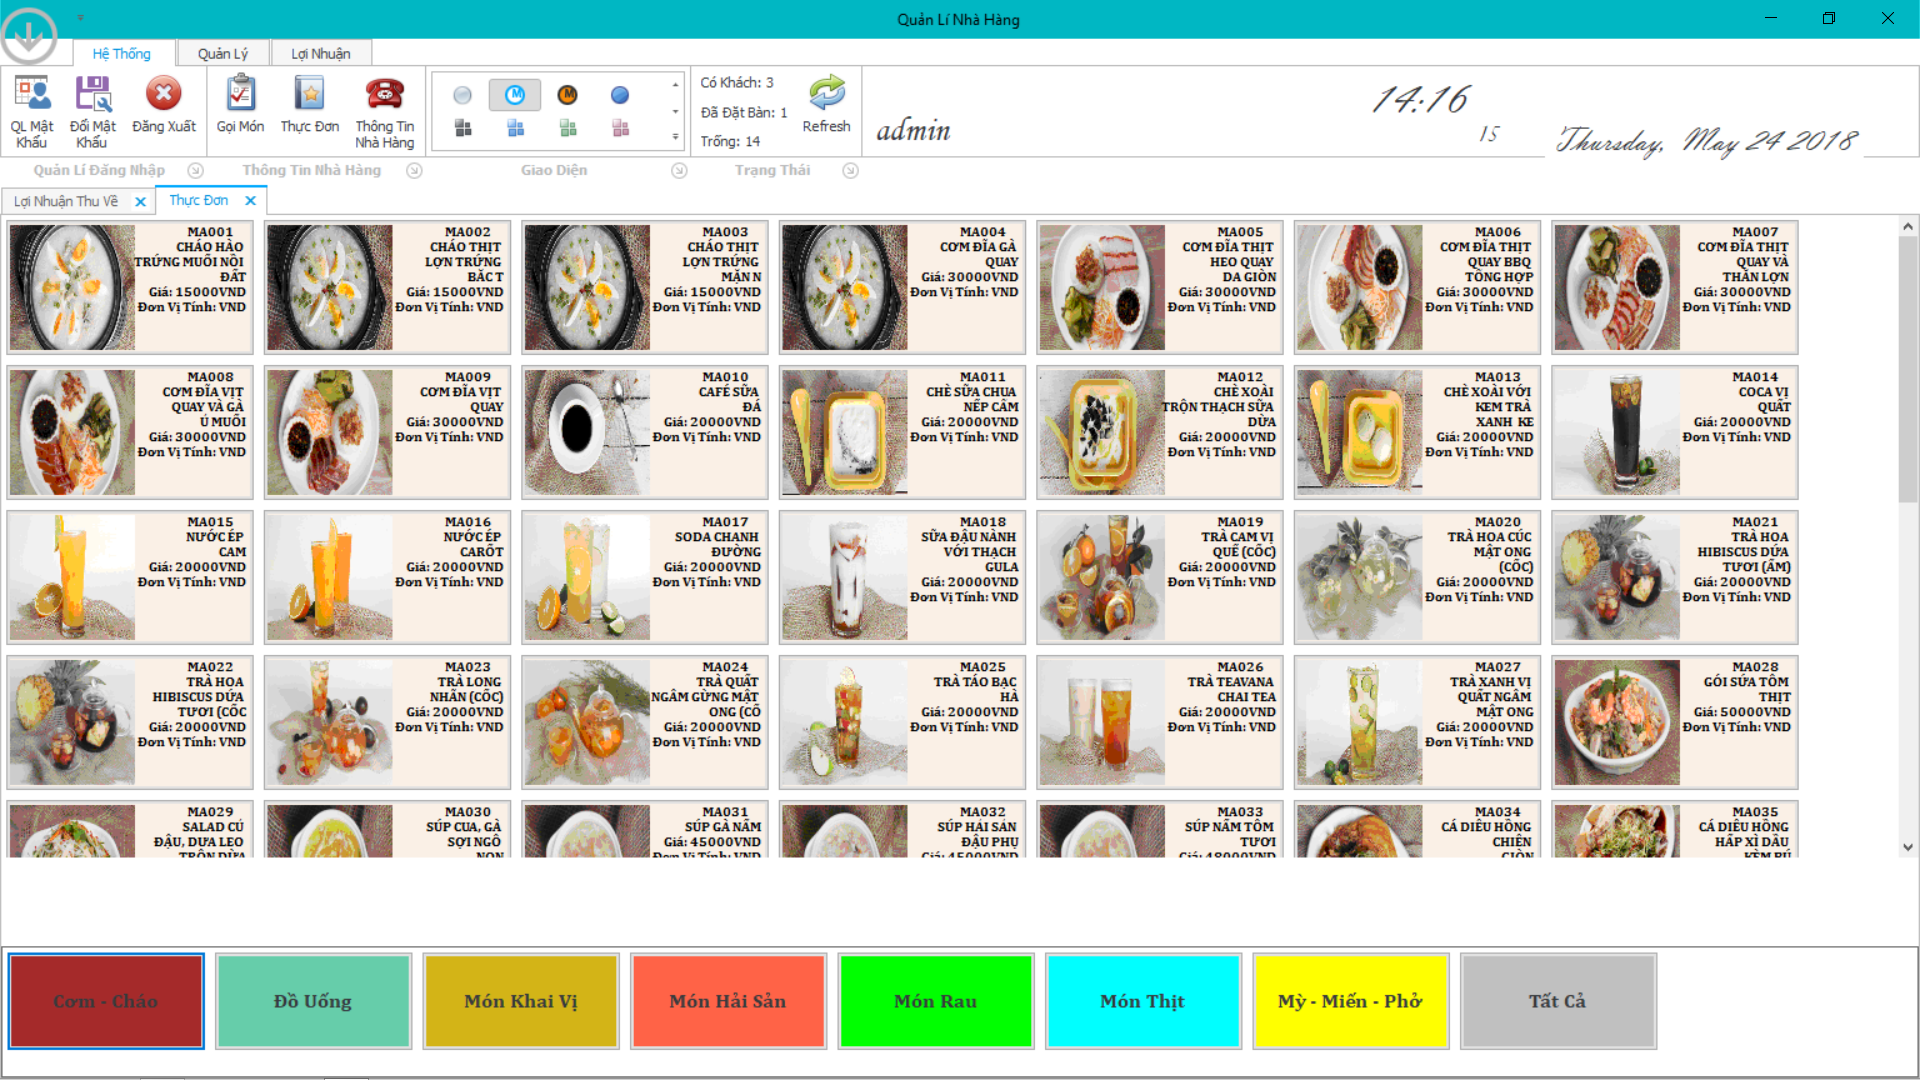 Quản Lí Nhà Hàng
Hệ Thống
Quản Lý
Lợi Nhuận
QL Mật Khẩu
Đổi Mật Khẩu
Đăng Xuất
Gọi Món
Thực Đơn
Thông Tin Nhà Hàng
Có Khách: 3
Đã Đặt Bàn: 1
Trống: 14
Refresh
admin
14:16
15
Thursday, May 24 2018
Quản Lí Đăng Nhập
Thông Tin Nhà Hàng
Giao Diện
Trạng Thái
Lợi Nhuận Thu Về
Thực Đơn
MA001
CHÁO HÀO
TRỨNG MUỐI NỒI
ĐẤT
Giá: 15000VND
Đơn Vị Tính: VND
MA002
CHÁO THỊT
LỢN TRỨNG
BẮC T
Giá: 15000VND
Đơn Vị Tính: VND
MA003
CHÁO THỊT
LỢN TRỨNG
MẶN N
Giá: 15000VND
Đơn Vị Tính: VND
MA004
CƠM ĐĨA GÀ
QUAY
Giá: 30000VND
Đơn Vị Tính: VND
MA005
CƠM ĐĨA THỊT
HEO QUAY
DA GIÒN
Giá: 30000VND
Đơn Vị Tính: VND
MA006
CƠM ĐĨA THỊT
QUAY BBQ
TỔNG HỢP
Giá: 30000VND
Đơn Vị Tính: VND
MA007
CƠM ĐĨA THỊT
QUAY VÀ
THĂN LỢN
Giá: 30000VND
Đơn Vị Tính: VND
MA008
CƠM ĐĨA VỊT
QUAY VÀ GÀ
Ủ MUỐI
Giá: 30000VND
Đơn Vị Tính: VND
MA009
CƠM ĐĨA VỊT
QUAY
Giá: 30000VND
Đơn Vị Tính: VND
MA010
CAFÉ SỮA
ĐÁ
Giá: 20000VND
Đơn Vị Tính: VND
MA011
CHÈ SỮA CHUA
NẾP CẨM
Giá: 20000VND
Đơn Vị Tính: VND
MA012
CHÈ XOÀI
TRỘN THẠCH SỮA
DỪA
Giá: 20000VND
Đơn Vị Tính: VND
MA013
CHÈ XOÀI VỚI
KEM TRÀ
XANH KE
Giá: 20000VND
Đơn Vị Tính: VND
MA014
COCA VỊ
QUẤT
Giá: 20000VND
Đơn Vị Tính: VND
MA015
NƯỚC ÉP
CAM
Giá: 20000VND
Đơn Vị Tính: VND
MA016
NƯỚC ÉP
CAROT
Giá: 20000VND
Đơn Vị Tính: VND
MA017
SODA CHANH
ĐƯỜNG
Giá: 20000VND
Đơn Vị Tính: VND
MA018
SỮA ĐẬU NÀNH
VỚI THẠCH
GULA
Giá: 20000VND
Đơn Vị Tính: VND
MA019
TRÀ CAM VỊ
QUẾ (CỐC)
Giá: 20000VND
Đơn Vị Tính: VND
MA020
TRÀ HOA CÚC
MẬT ONG
(CỐC)
Giá: 20000VND
Đơn Vị Tính: VND
MA021
TRÀ HOA
HIBISCUS DỨA
TƯƠI (ẤM)
Giá: 20000VND
Đơn Vị Tính: VND
MA022
TRÀ HOA
HIBISCUS DỨA
TƯƠI (CỐC
Giá: 20000VND
Đơn Vị Tính: VND
MA023
TRÀ LONG
NHÃN (CỐC)
Giá: 20000VND
Đơn Vị Tính: VND
MA024
TRÀ QUẤT
NGÂM GỪNG MẬT
ONG (CỐ
Giá: 20000VND
Đơn Vị Tính: VND
MA025
TRÀ TÁO BẠC
HÀ
Giá: 20000VND
Đơn Vị Tính: VND
MA026
TRÀ TEAVANA
CHAI TEA
Giá: 20000VND
Đơn Vị Tính: VND
MA027
TRÀ XANH VỊ
QUẤT NGÂM
MẬT ONG
Giá: 20000VND
Đơn Vị Tính: VND
MA028
GỎI SỨA TÔM
THỊT
Giá: 50000VND
Đơn Vị Tính: VND
MA029
SALAD CỦ
ĐẬU, DƯA LEO
TRỘN DỪA
MA030
SÚP CUA, GÀ
SỢI NGÔ
NON
MA031
SÚP GÀ NẤM
Giá: 45000VND
Đơn Vị Tính: VND
MA032
SÚP HẢI SẢN
ĐẬU PHỤ
Giá: 45000VND
MA033
SÚP NẤM TÔM
TƯƠI
Giá: 48000VND
MA034
CÁ DIÊU HỒNG
CHIÊN
GIÒN
MA035
CÁ DIÊU HỒNG
HẤP XÌ DẦU
KÈM BÚ
Cơm - Cháo
Đồ Uống
Món Khai Vị
Món Hải Sản
Món Rau
Món Thịt
Mỳ - Miến - Phở
Tất Cả